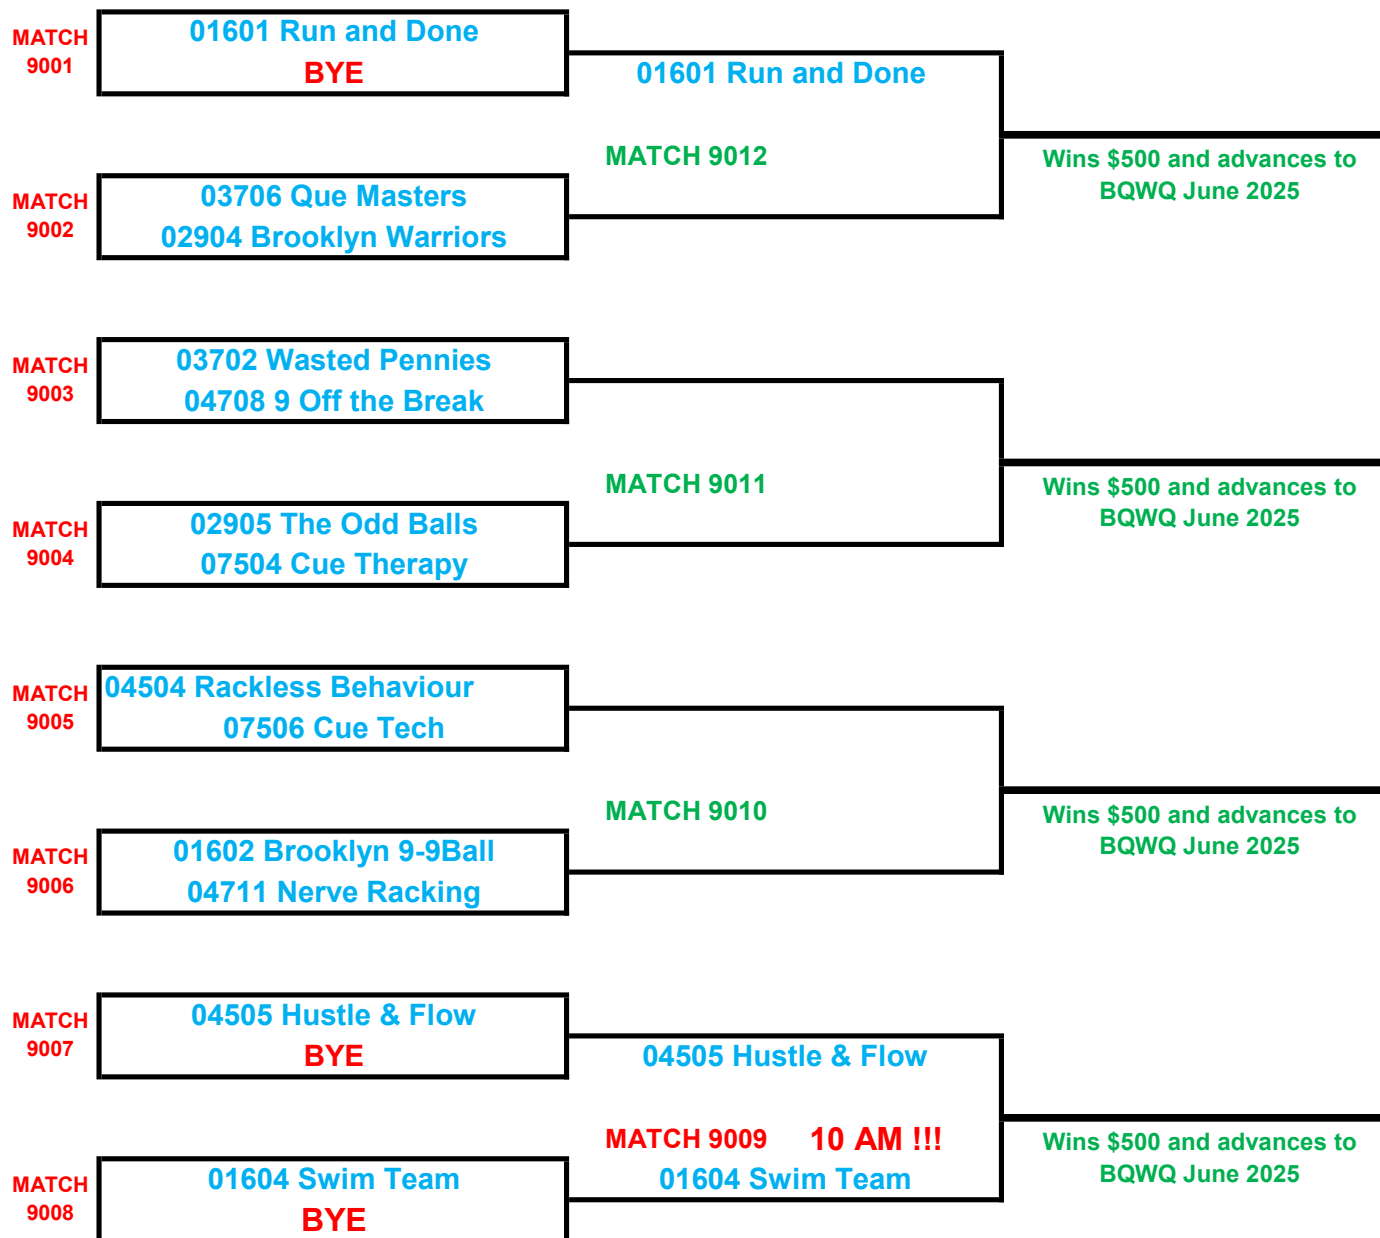 MATCH
9001
01601 Run and Done
BYE
01601 Run and Done
MATCH 9012
Wins $500 and advances to
BQWQ June 2025
MATCH
9002
03706 Que Masters
02904 Brooklyn Warriors
MATCH
9003
03702 Wasted Pennies
04708 9 Off the Break
MATCH 9011
Wins $500 and advances to
BQWQ June 2025
MATCH
9004
02905 The Odd Balls
07504 Cue Therapy
MATCH
9005
04504 Rackless Behaviour
07506 Cue Tech
MATCH 9010
Wins $500 and advances to
BQWQ June 2025
MATCH
9006
01602 Brooklyn 9-9Ball
04711 Nerve Racking
MATCH
9007
04505 Hustle & Flow
BYE
04505 Hustle & Flow
MATCH 9009 10 AM !!!
01604 Swim Team
Wins $500 and advances to
BQWQ June 2025
MATCH
9008
01604 Swim Team
BYE